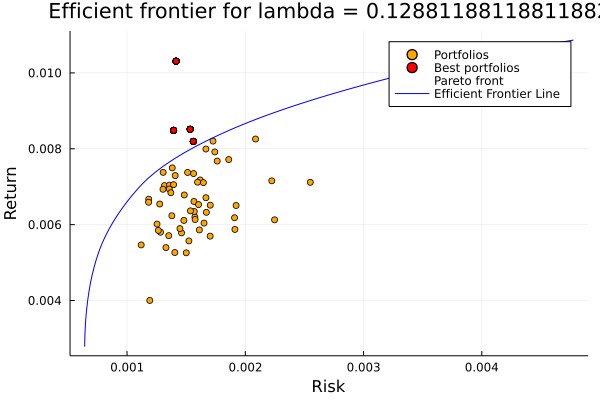 Efficient frontier for lambda = 0.1288118811881188
Portfolios
Best portfolios
Pareto front
Efficient Frontier Line
0.010
0.008
0.006
0.004
Return
0.001
0.002
0.003
0.004
Risk